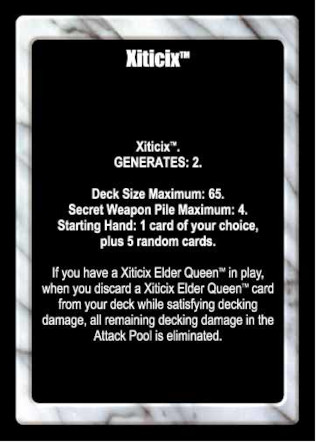 Xiticix™
Xiticix™.
GENERATES: 2.
Deck Size Maximum: 65.
Secret Weapon Pile Maximum: 4.
Starting Hand: 1 card of your choice,
plus 5 random cards.
If you have a Xiticix Elder Queen™ in play,
when you discard a Xiticix Elder Queen™ card
from your deck while satisfying decking
damage, all remaining decking damage in the
Attack Pool is eliminated.